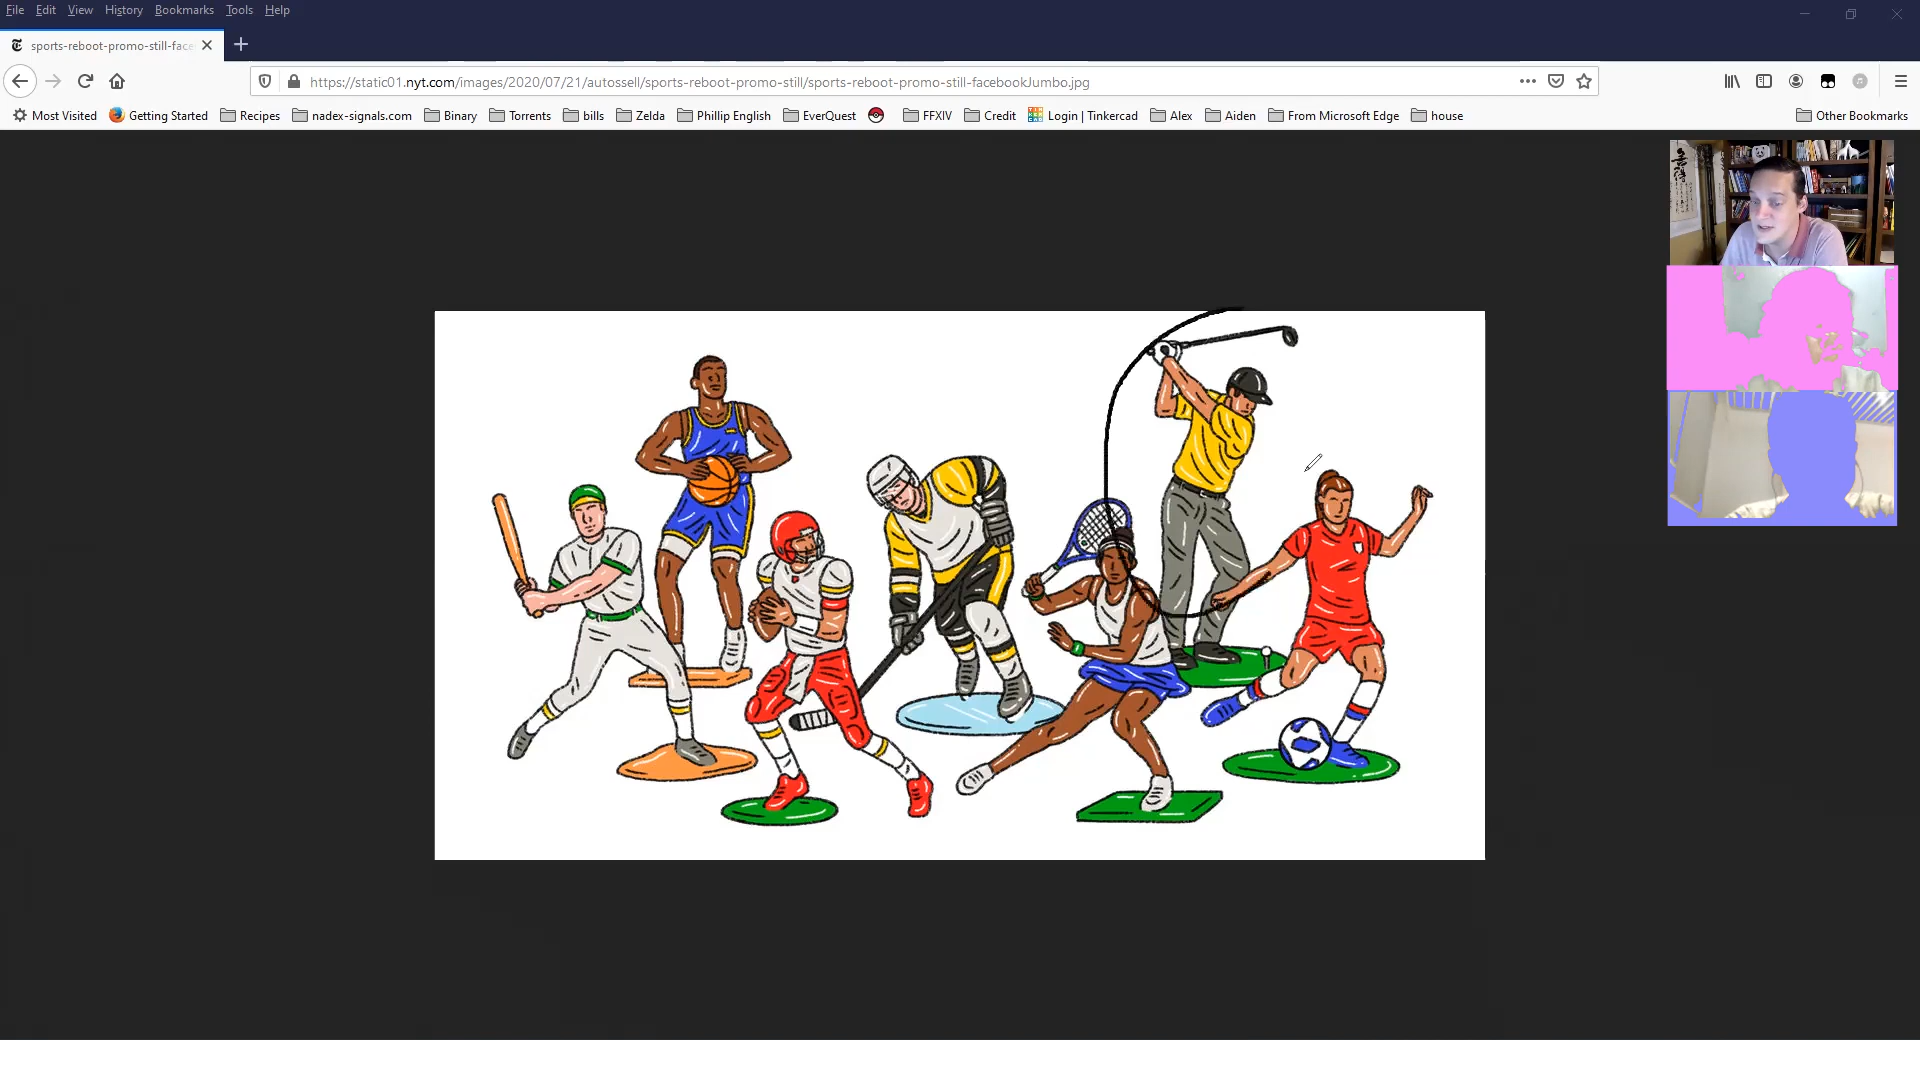 File Edit View History Bookmarks Tools Help
sports-reboot-promo-still-face
https://static01.nyt.com/images/2020/07/21/autossell/sports-reboot-promo-still/sports-reboot-promo-still-facebookJumbo.jpg
Most Visited Getting Started Recipes nadex-signals.com Binary Torrents bills Zelda Phillip English EverQuest FFXIV Credit Login | Tinkercad Alex Aiden From Microsoft Edge house Other Bookmarks